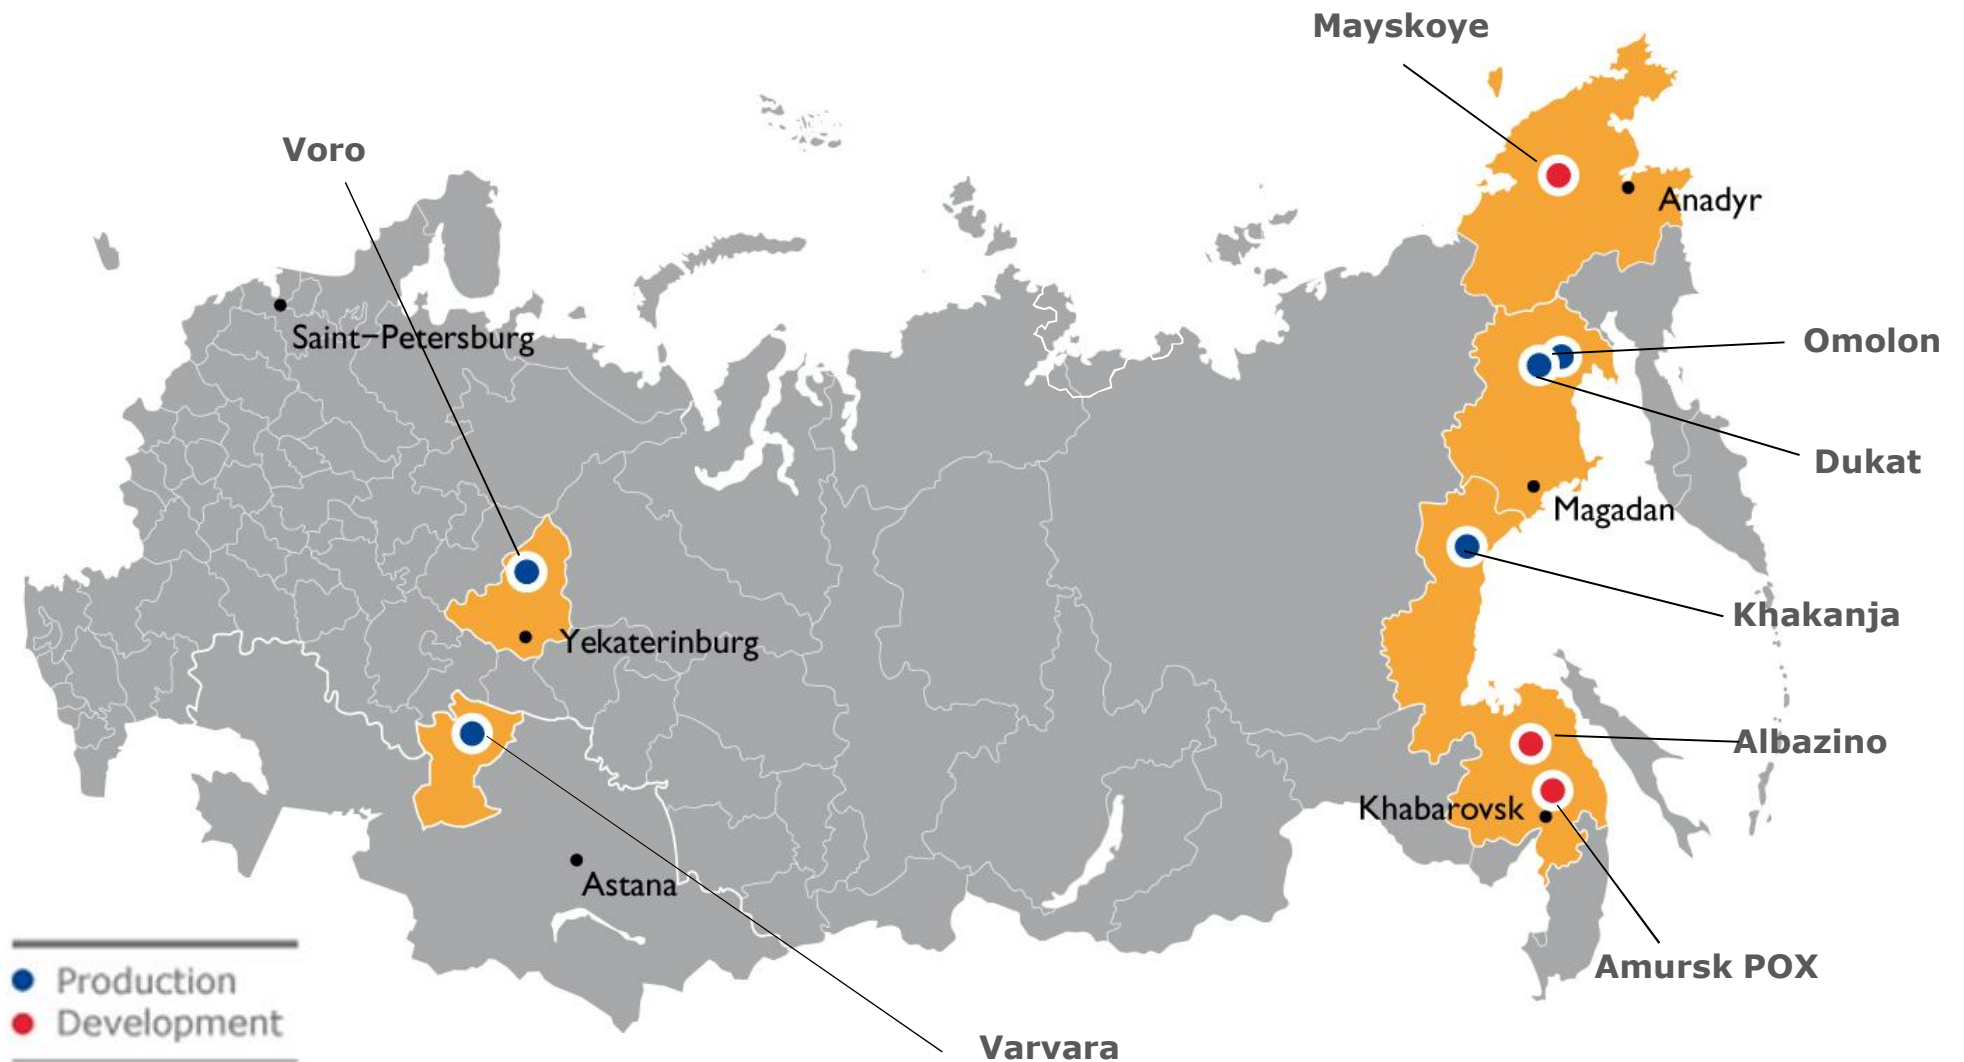 Mayskoye
Voro
Anadyr
Saint-Petersburg
Omolon
Dukat
Magadan
Khakanja
Yekaterinburg
Albazino
Khabarovsk
Astana
Amursk POX
Production
Development
Varvara